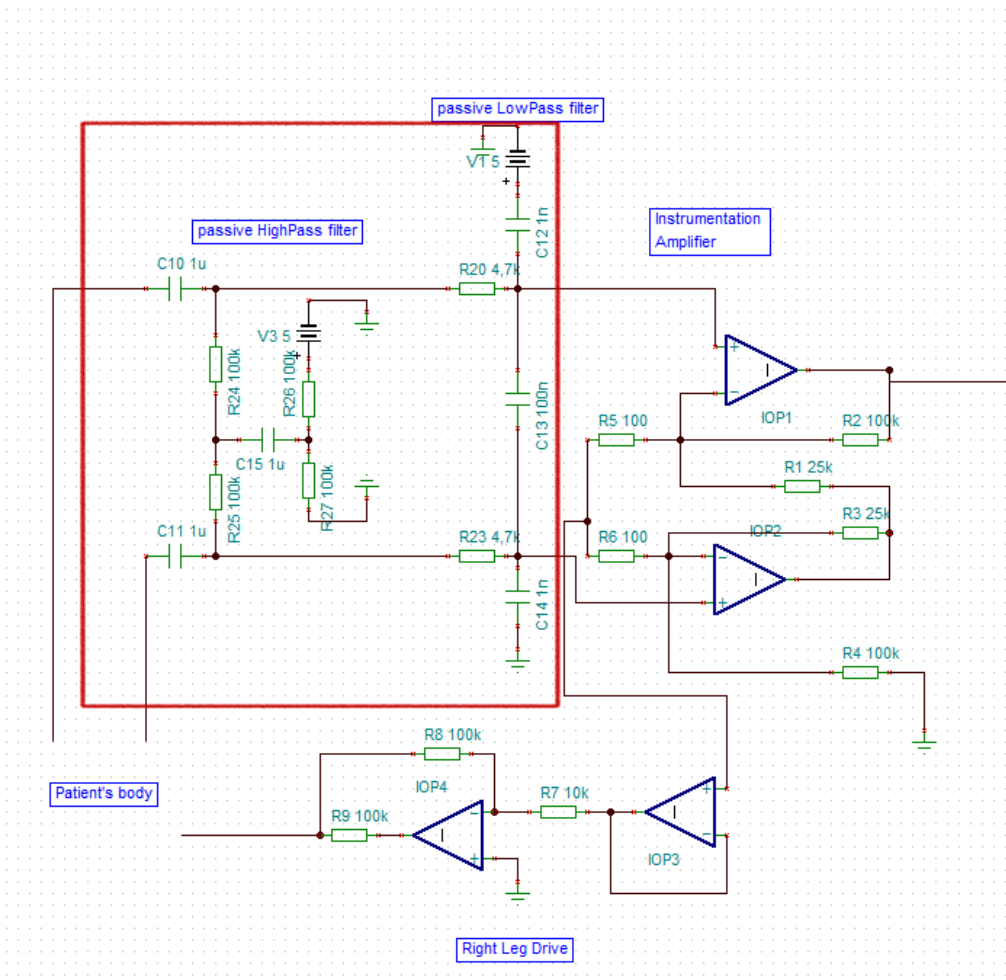 passive LowPass filter
V1 5
+
C12 1n
passive HighPass filter
Instrumentation
Amplifier
C10 1u
R20 4,7k
V3 5
+
R24 100k
R26 100k
C13 100n
+
-
IOP1
R5 100
R2 100k
C15 1u
R1 25k
R25 100k
R27 100k
C11 1u
R23 4,7k
R3 25k
IOP2
R6 100
-
+
C14 1n
R4 100k
R8 100k
Patient's body
IOP4
R7 10k
R9 100k
-
+
+
-
IOP3
Right Leg Drive